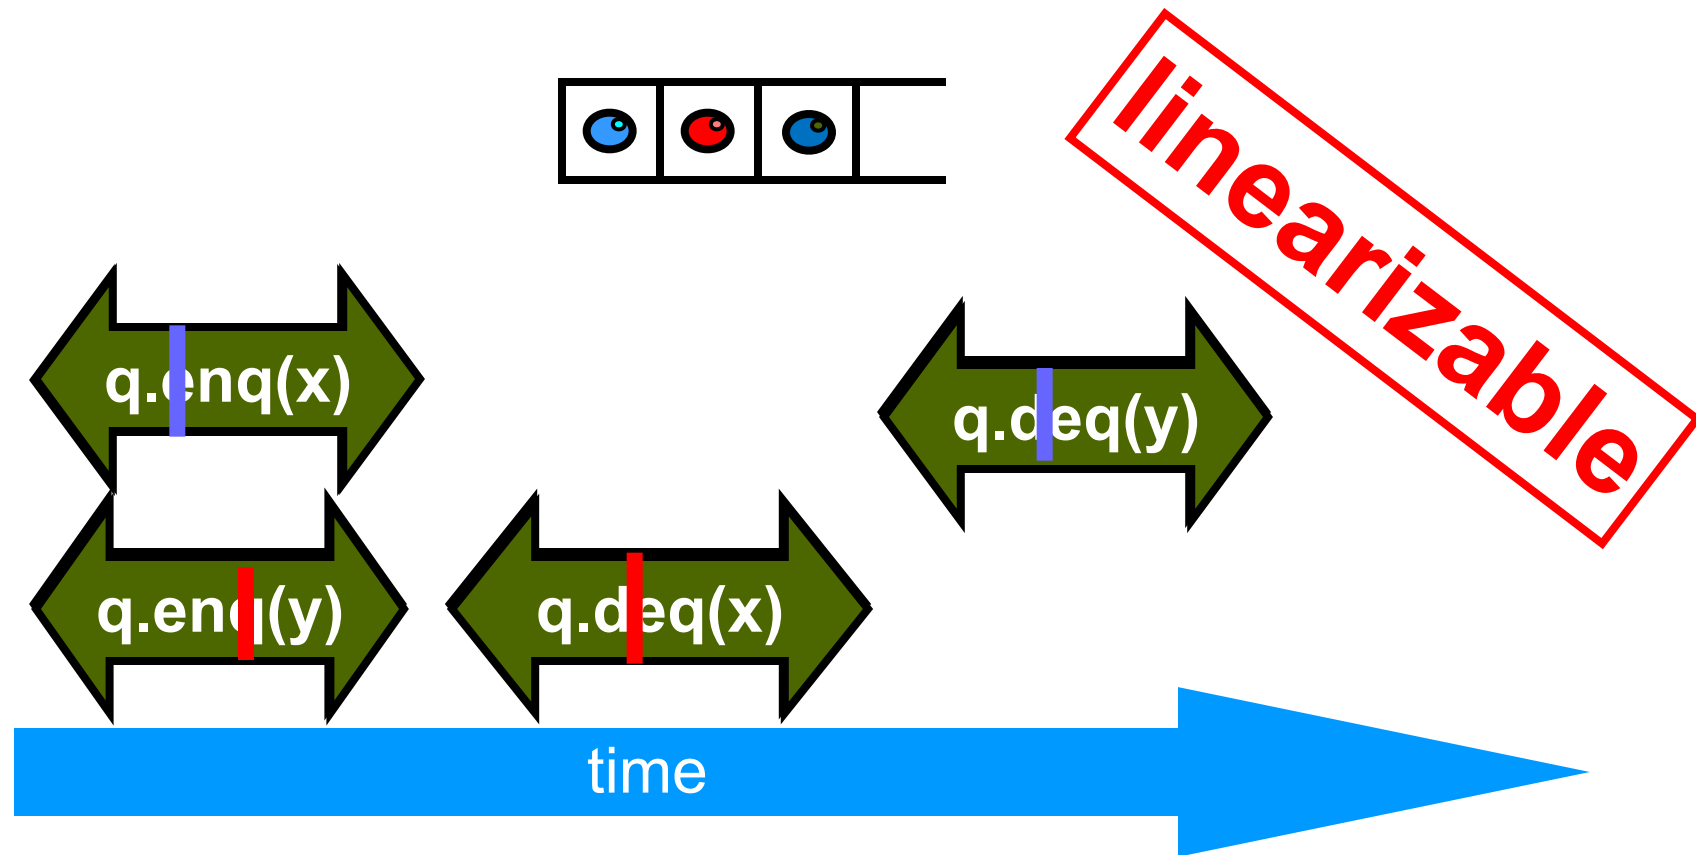 linearizable
q.enq(x)
q.deq(y)
q.enq(y)
q.deq(x)
time